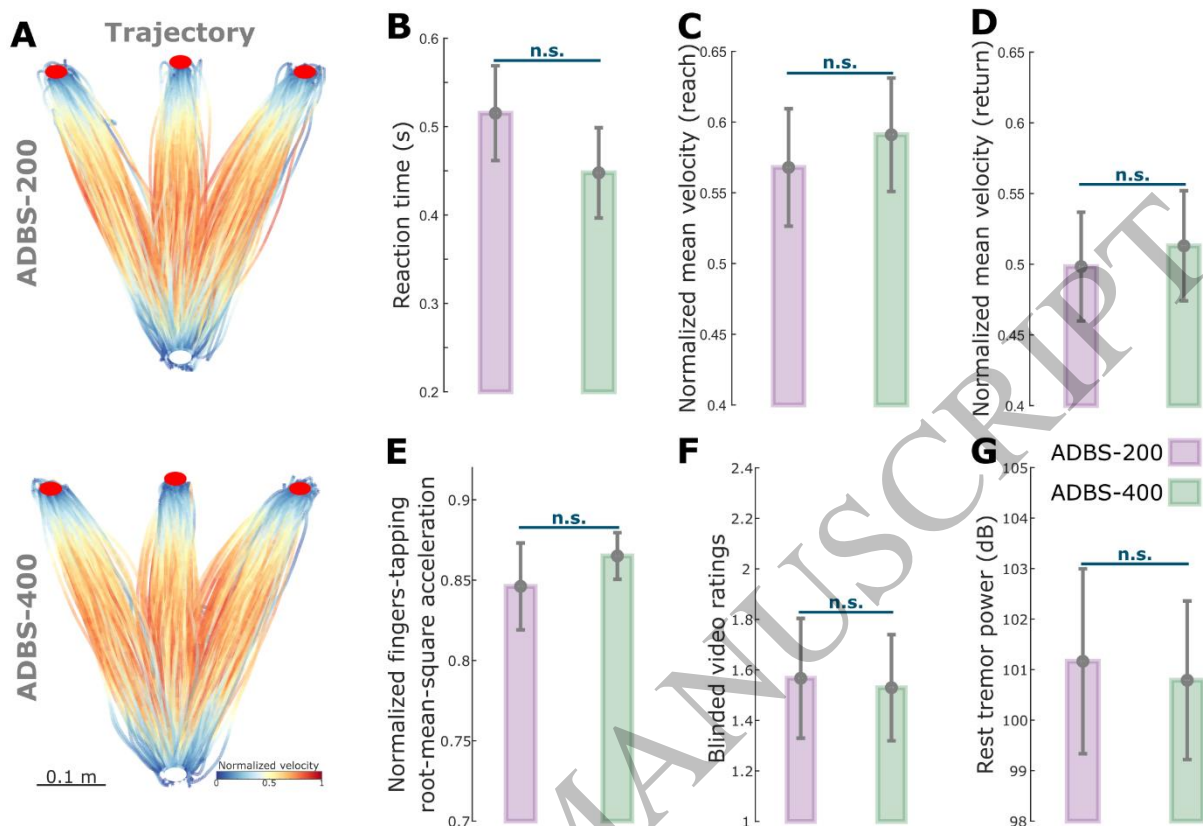 A
Trajectory
ADBS-200
ADBS-400
0.1 m
Normalized velocity
0
0.5
1
B
Reaction time (s)
0.6
0.5
0.4
0.3
0.2
n.s.
C
Normalized mean velocity (reach)
0.65
0.6
0.55
0.5
0.45
0.4
n.s.
D
Normalized mean velocity (return)
0.65
0.6
0.55
0.5
0.45
0.4
n.s.
E
Normalized fingers-tapping
root-mean-square acceleration
0.9
0.85
0.8
0.75
0.7
n.s.
F
Blinded video ratings
2.4
2.2
2
1.8
1.6
1.4
1.2
1
n.s.
G
ADBS-200
ADBS-400
Rest tremor power (dB)
105
104
103
102
101
100
99
98
n.s.
MANUSCRIPT